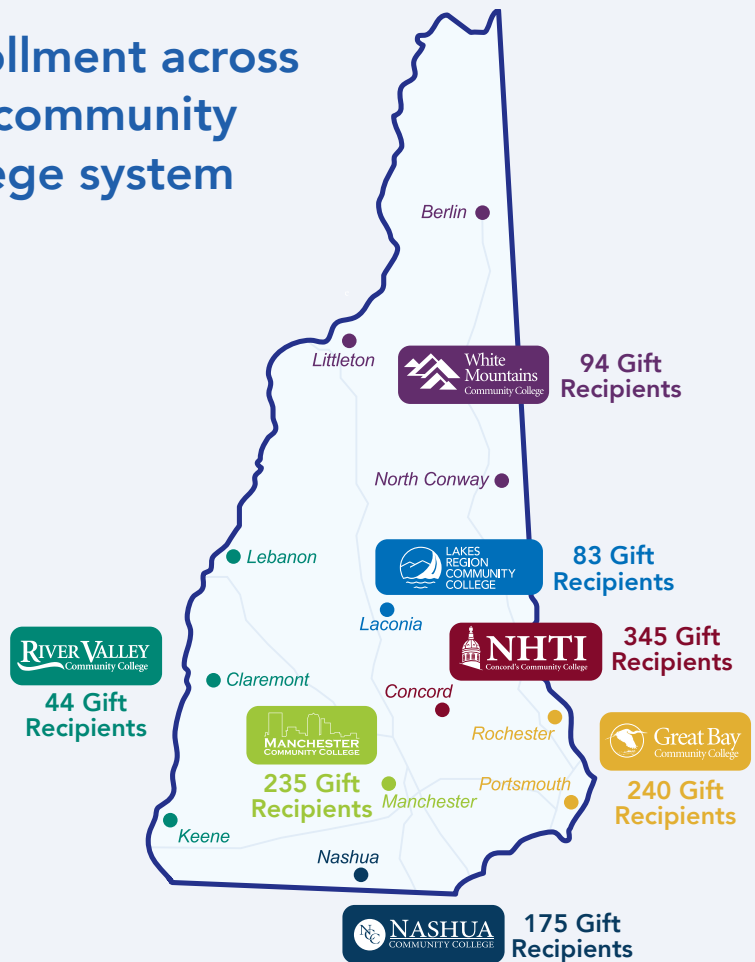 ollment across
community
ege system
Berlin
Littleton
White
Mountains
Community College
94 Gift
Recipients
North Conway
Lebanon
LAKES
REGION
COMMUNITY
COLLEGE
83 Gift
Recipients
Laconia
RIVER VALLEY
Community College
44 Gift
Recipients
Claremont
NHTI
Concord's Community College
345 Gift
Recipients
Concord
MANCHESTER
COMMUNITY COLLEGE
235 Gift
Recipients
Manchester
Rochester
Great Bay
Community College
240 Gift
Recipients
Portsmouth
Keene
Nashua
NCC
NASHUA
COMMUNITY COLLEGE
175 Gift
Recipients